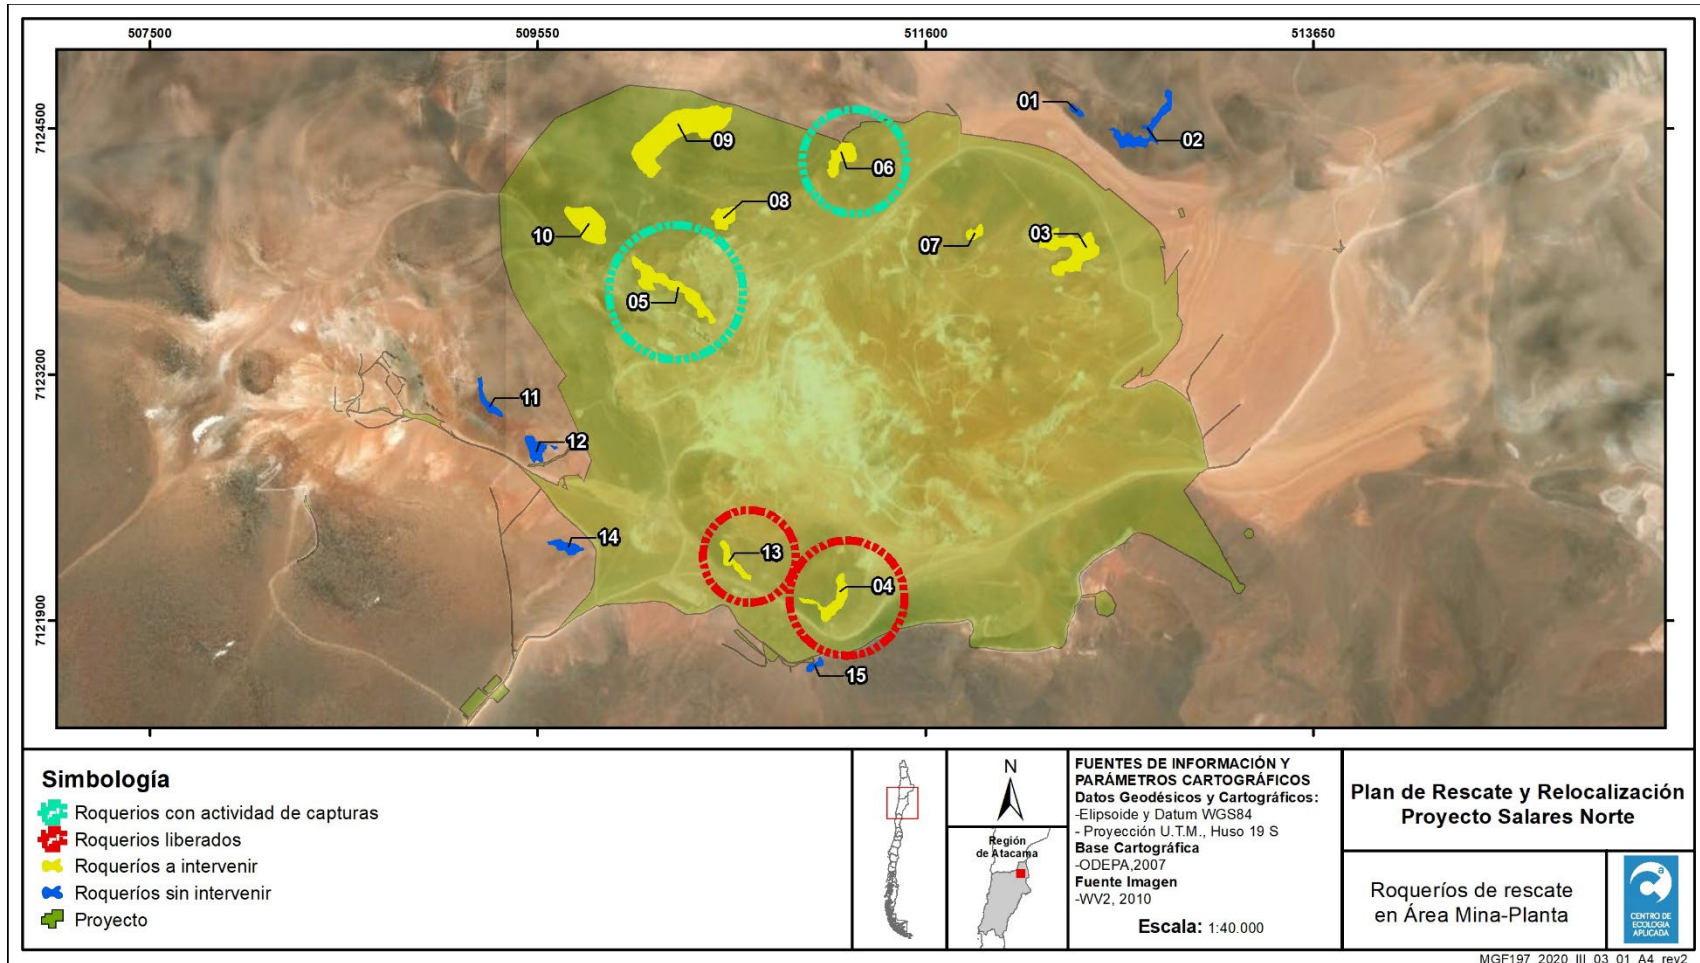 507500
509550
511600
513650
7124500
7123200
7121900
01
02
09
06
08
10
07
03
05
11
12
14
13
04
15
Simbología
Roquerios con actividad de capturas
Roquerios liberados
Roqueríos a intervenir
Roqueríos sin intervenir
Proyecto
N
Región
de Atacama
FUENTES DE INFORMACIÓN Y
PARÁMETROS CARTOGRÁFICOS
Datos Geodésicos y Cartográficos:
-Elipsoide y Datum WGS84
- Proyección U.T.M., Huso 19 S
Base Cartográfica
-ODEPA,2007
Fuente Imagen
-WV2, 2010
Escala: 1:40.000
Plan de Rescate y Relocalización
Proyecto Salares Norte
Roqueríos de rescate
en Área Mina-Planta
a
CENTRO DE
ECOLOGIA
APLICADA
MGF197_2020_III_03_01_A4_rev2